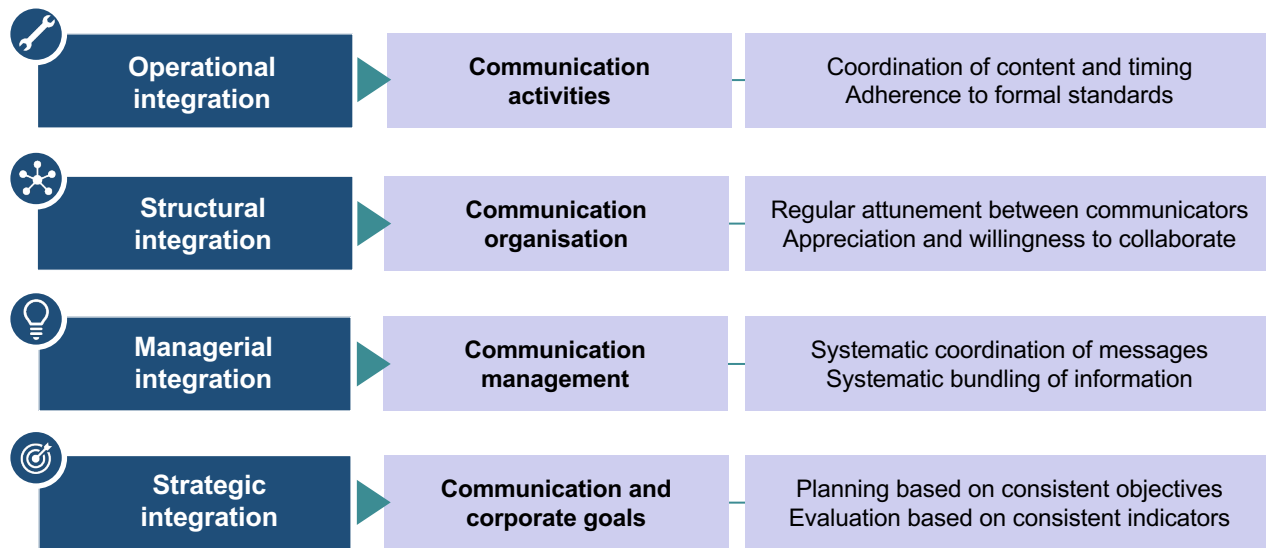 Operational
integration
Communication
activities
Coordination of content and timing
Adherence to formal standards
Structural
integration
Communication
organisation
Regular attunement between communicators
Appreciation and willingness to collaborate
Managerial
integration
Communication
management
Systematic coordination of messages
Systematic bundling of information
Strategic
integration
Communication and
corporate goals
Planning based on consistent objectives
Evaluation based on consistent indicators